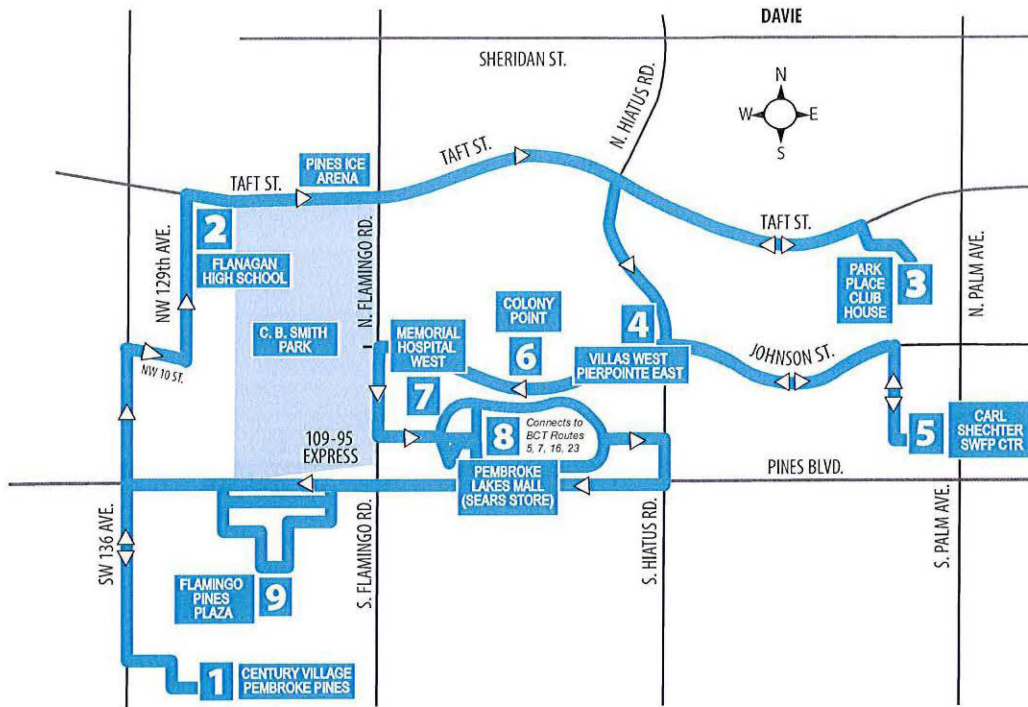 DAVIE
SHERIDAN ST.
N. HIATUS RD.
N
W
E
S
PINES ICE
ARENA
TAFT ST.
TAFT ST.
TAFT ST.
2
FLANAGAN
HIGH SCHOOL
NW 129th AVE.
N. FLAMINGO RD.
N. PALM AVE.
PARK
PLACE
CLUB
HOUSE
3
C. B. SMITH
PARK
MEMORIAL
HOSPITAL
WEST
7
COLONY
POINT
6
4
VILLAS WEST
PIERPOINTE EAST
JOHNSON ST.
NW 10 ST.
8
Connects to
BCT Routes
5, 7, 16, 23
5
CARL
SHECHTER
SWFP CTR
109-95
EXPRESS
PEMBROKE
LAKES MALL
(SEARS STORE)
PINES BLVD.
SW 136 AVE.
S. FLAMINGO RD.
S. HIATUS RD.
S. PALM AVE.
FLAMINGO
PINES
PLAZA
9
1
CENTURY VILLAGE
PEMBROKE PINES